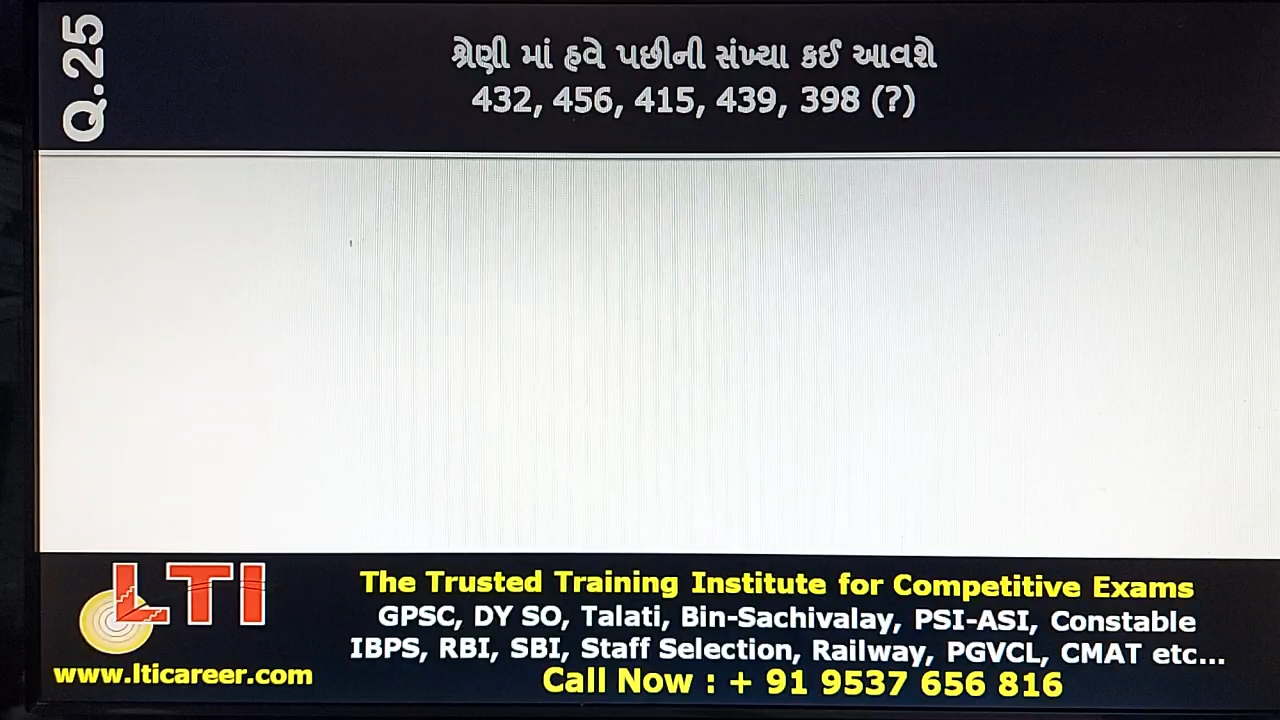 Q.25
શ્રેણી માં હવે પછીની સંખ્યા કઈ આવશે
432, 456, 415, 439, 398 (?)
LTI
www.lticareer.com
The Trusted Training Institute for Competitive Exams
GPSC, DY SO, Talati, Bin-Sachivalay, PSI-ASI, Constable
IBPS, RBI, SBI, Staff Selection, Railway, PGVCL, CMAT etc...
Call Now : + 91 9537 656 816